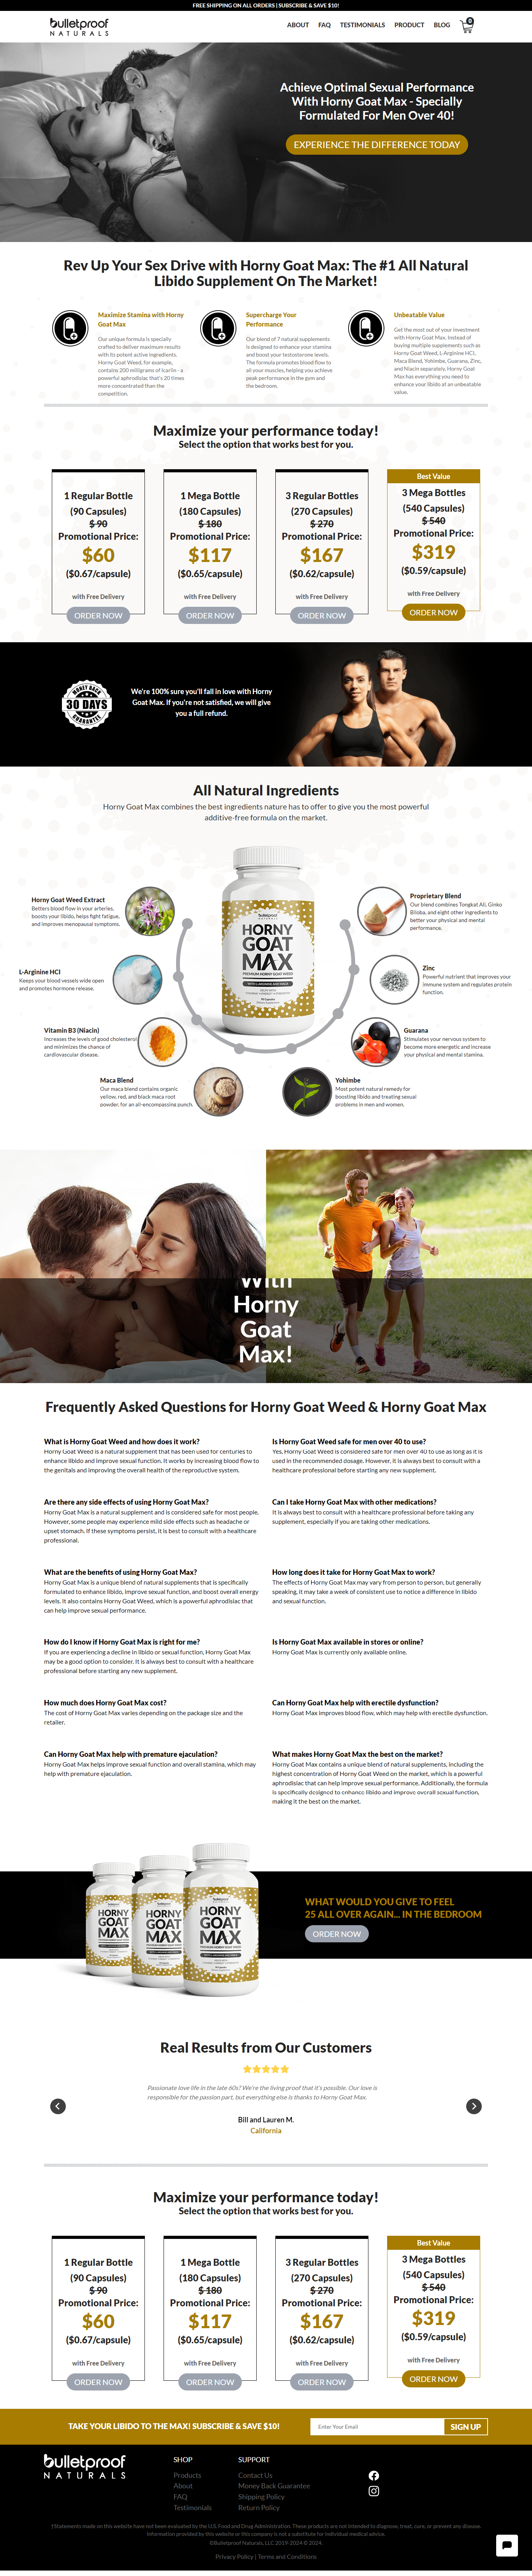 FREE SHIPPING ON ALL ORDERS | SUBSCRIBE & SAVE $10!
bulletproof
NATURALS
ABOUT FAQ TESTIMONIALS PRODUCT BLOG 0
Achieve Optimal Sexual Performance
With Horny Goat Max - Specially
Formulated For Men Over 40!
EXPERIENCE THE DIFFERENCE TODAY
Rev Up Your Sex Drive with Horny Goat Max: The #1 All Natural
Libido Supplement On The Market!
Maximize Stamina with Horny
Goat Max
Our unique formula is specially
crafted to deliver maximum results
with its potent active ingredients.
Horny Goat Weed, for example,
contains 200 milligrams of Icariin - a
powerful aphrodisiac that's 20 times
more concentrated than the
competition.
Supercharge Your
Performance
Our blend of 7 natural supplements
is designed to enhance your stamina
and boost your testosterone levels.
The formula promotes blood flow to
all your muscles, helping you achieve
peak performance in the gym and
the bedroom.
Unbeatable Value
Get the most out of your investment
with Horny Goat Max. Instead of
buying multiple supplements such as
Horny Goat Weed, L-Arginine HCL,
Maca Blend, Yohimbe, Guarana, Zinc,
and Niacin separately, Horny Goat
Max has everything you need to
enhance your libido at an unbeatable
value.
Maximize your performance today!
Select the option that works best for you.
1 Regular Bottle
(90 Capsules)
$ 90
Promotional Price:
$60
($0.67/capsule)
with Free Delivery
ORDER NOW
1 Mega Bottle
(180 Capsules)
$ 180
Promotional Price:
$117
($0.65/capsule)
with Free Delivery
ORDER NOW
3 Regular Bottles
(270 Capsules)
$ 270
Promotional Price:
$167
($0.62/capsule)
with Free Delivery
ORDER NOW
Best Value
3 Mega Bottles
(540 Capsules)
$ 540
Promotional Price:
$319
($0.59/capsule)
with Free Delivery
ORDER NOW
MONEY BACK
30 DAYS
GUARANTEE
We're 100% sure you'll fall in love with Horny
Goat Max. If you're not satisfied, we will give
you a full refund.
All Natural Ingredients
Horny Goat Max combines the best ingredients nature has to offer to give you the most powerful
additive-free formula on the market.
bulletproof
HORNY
GOAT
MAX
Horny Goat Weed Extract
Betters blood flow in your arteries,
boosts your libido, helps fight fatigue,
and improves menopausal symptoms.
Proprietary Blend
Our blend combines Tongkat Ali, Ginko
Biloba, and eight other ingredients to
better your physical and mental
performance.
L-Arginine HCl
Keeps your blood vessels wide open
and promotes hormone release.
Zinc
Powerful nutrient that improves your
immune system and regulates protein
function.
Vitamin B3 (Niacin)
Increases the levels of good cholesterol
and minimizes the chance of
cardiovascular disease.
Guarana
Stimulates your nervous system to
become more energetic and increase
your physical and mental stamina.
Maca Blend
Our maca blend contains organic
yellow, red, and black maca root
powder, for an all-encompassing punch.
Yohimbe
Most potent natural remedy for
boosting libido and treating sexual
problems in men and women.
With
Horny
Goat
Max!
Frequently Asked Questions for Horny Goat Weed & Horny Goat Max
What is Horny Goat Weed and how does it work?
Horny Goat Weed is a natural supplement that has been used for centuries to
enhance libido and improve sexual function. It works by increasing blood flow to
the genitals and improving the overall health of the reproductive system.
Is Horny Goat Weed safe for men over 40 to use?
Yes, Horny Goat Weed is considered safe for men over 40 to use as long as it is
used in the recommended dosage. However, it is always best to consult with a
healthcare professional before starting any new supplement.
Are there any side effects of using Horny Goat Max?
Horny Goat Max is a natural supplement and is considered safe for most people.
However, some people may experience mild side effects such as headache or
upset stomach. If these symptoms persist, it is best to consult with a healthcare
professional.
Can I take Horny Goat Max with other medications?
It is always best to consult with a healthcare professional before taking any
supplement, especially if you are taking other medications.
What are the benefits of using Horny Goat Max?
Horny Goat Max is a unique blend of natural supplements that is specifically
formulated to enhance libido, improve sexual function, and boost overall energy
levels. It also contains Horny Goat Weed, which is a powerful aphrodisiac that
can help improve sexual performance.
How long does it take for Horny Goat Max to work?
The effects of Horny Goat Max may vary from person to person, but generally
speaking, it may take a week of consistent use to notice a difference in libido
and sexual function.
How do I know if Horny Goat Max is right for me?
If you are experiencing a decline in libido or sexual function, Horny Goat Max
may be a good option to consider. It is always best to consult with a healthcare
professional before starting any new supplement.
Is Horny Goat Max available in stores or online?
Horny Goat Max is currently only available online.
How much does Horny Goat Max cost?
The cost of Horny Goat Max varies depending on the package size and the
retailer.
Can Horny Goat Max help with erectile dysfunction?
Horny Goat Max improves blood flow, which may help with erectile dysfunction.
Can Horny Goat Max help with premature ejaculation?
Horny Goat Max helps improve sexual function and overall stamina, which may
help with premature ejaculation.
What makes Horny Goat Max the best on the market?
Horny Goat Max contains a unique blend of natural supplements, including the
highest concentration of Horny Goat Weed on the market, which is a powerful
aphrodisiac that can help improve sexual performance. Additionally, the formula
is specifically designed to enhance libido and improve overall sexual function,
making it the best on the market.
HORNY
GOAT
MAX
HORNY
GOAT
MAX
HORNY
GOAT
MAX
WHAT WOULD YOU GIVE TO FEEL
25 ALL OVER AGAIN... IN THE BEDROOM
ORDER NOW
Real Results from Our Customers
Passionate love life in the late 60s? We're the living proof that it's possible. Our love is
responsible for the passion part, but everything else is thanks to Horny Goat Max.
Bill and Lauren M.
California
Maximize your performance today!
Select the option that works best for you.
1 Regular Bottle
(90 Capsules)
$ 90
Promotional Price:
$60
($0.67/capsule)
with Free Delivery
ORDER NOW
1 Mega Bottle
(180 Capsules)
$ 180
Promotional Price:
$117
($0.65/capsule)
with Free Delivery
ORDER NOW
3 Regular Bottles
(270 Capsules)
$ 270
Promotional Price:
$167
($0.62/capsule)
with Free Delivery
ORDER NOW
Best Value
3 Mega Bottles
(540 Capsules)
$ 540
Promotional Price:
$319
($0.59/capsule)
with Free Delivery
ORDER NOW
TAKE YOUR LIBIDO TO THE MAX! SUBSCRIBE & SAVE $10!
Enter Your Email
SIGN UP
bulletproof
NATURALS
SHOP
Products
About
FAQ
Testimonials
SUPPORT
Contact Us
Money Back Guarantee
Shipping Policy
Return Policy
†Statements made on this website have not been evaluated by the U.S. Food and Drug Administration. These products are not intended to diagnose, treat, cure, or prevent any disease.
Information provided by this website or this company is not a substitute for individual medical advice.
©Bulletproof Naturals, LLC 2019-2024 © 2024.
Privacy Policy | Terms and Conditions